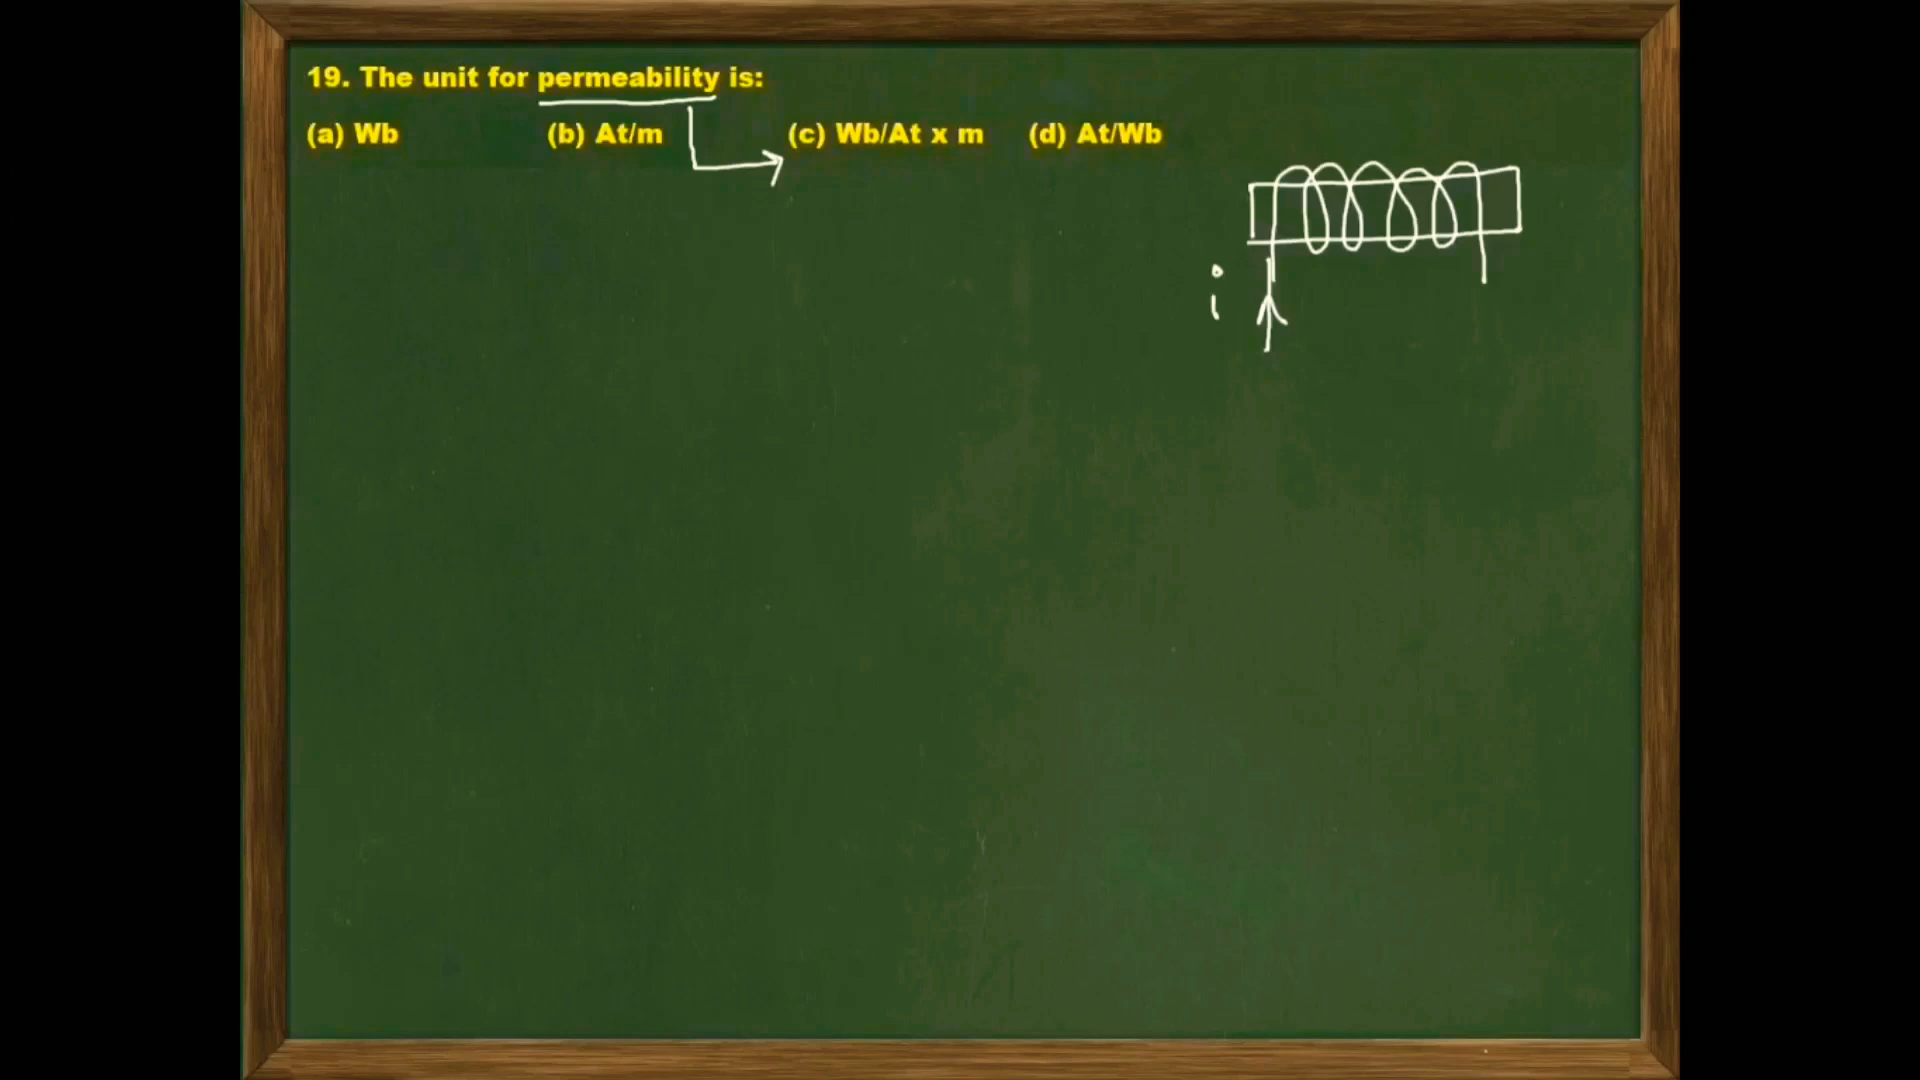 19. The unit for permeability is:
(a) Wb (b) At/m (c) Wb/At x m (d) At/Wb
i